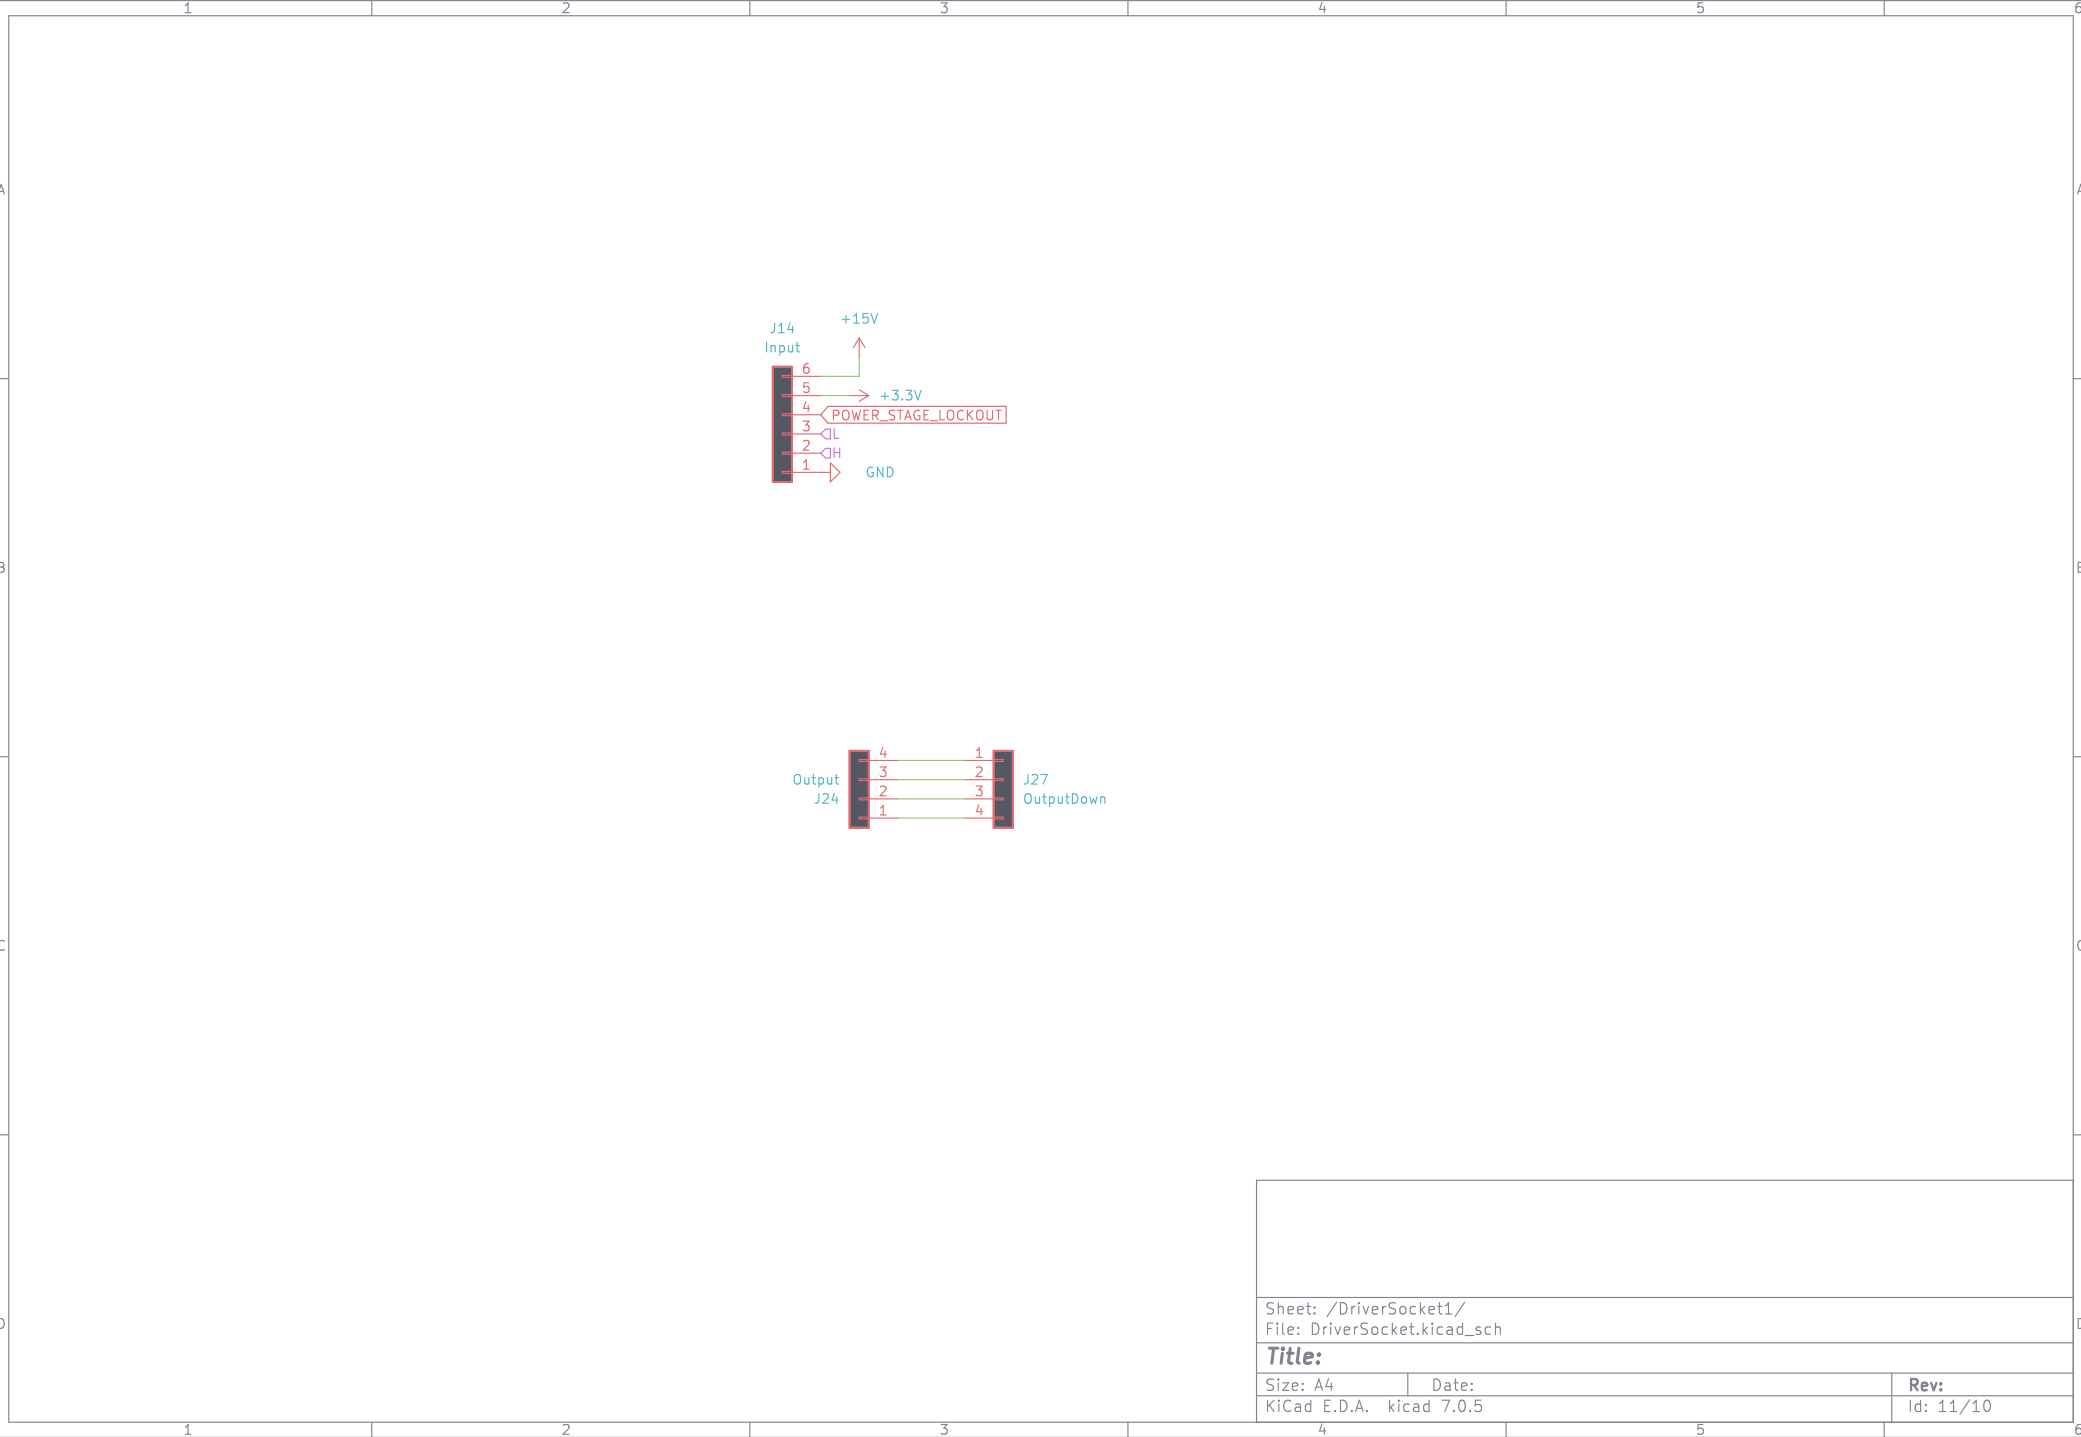 1 2 3 4 5 6
A A
+15V
J14
Input
6
5 +3.3V
4 POWER_STAGE_LOCKOUT
3 L
2 H
1 GND
B B
4 1
Output 3 2 J27
J24 2 3 OutputDown
1 4
C C
Sheet: /DriverSocket1/
D D
File: DriverSocket.kicad_sch
Title:
Size: A4 Date: Rev:
KiCad E.D.A. kicad 7.0.5 Id: 11/10
1 2 3 4 5 6